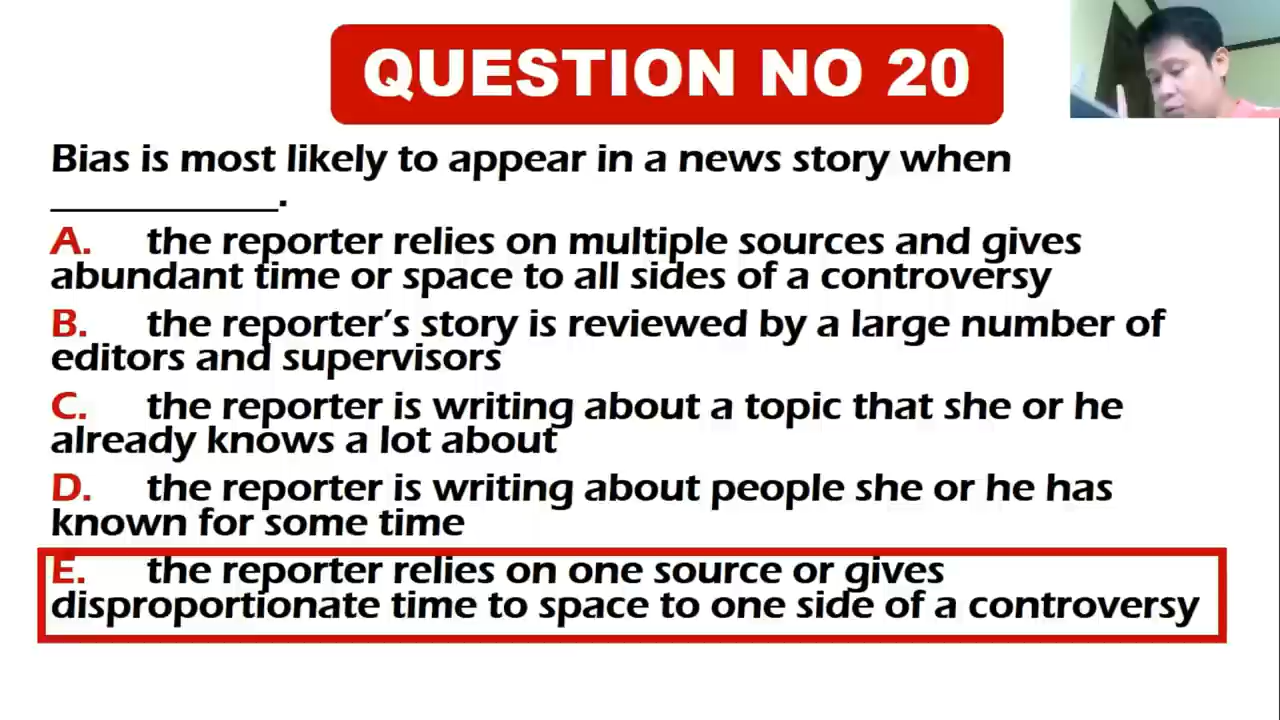 QUESTION NO 20
Bias is most likely to appear in a news story when
___________.
A. the reporter relies on multiple sources and gives
abundant time or space to all sides of a controversy
B. the reporter’s story is reviewed by a large number of
editors and supervisors
C. the reporter is writing about a topic that she or he
already knows a lot about
D. the reporter is writing about people she or he has
known for some time
E. the reporter relies on one source or gives
disproportionate time to space to one side of a controversy